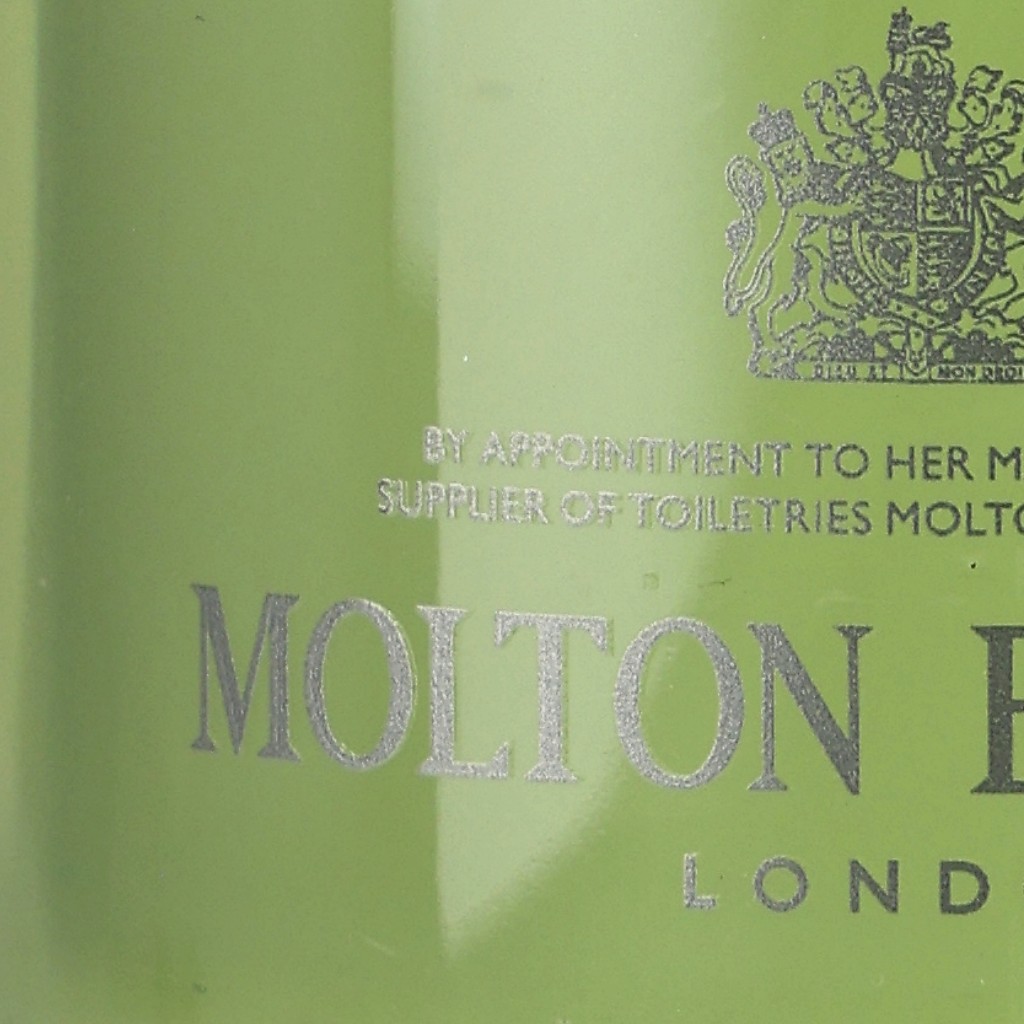 BY APPOINTMENT TO HER M
SUPPLIER OF TOILETRIES MOLTO
MOLTON
LOND